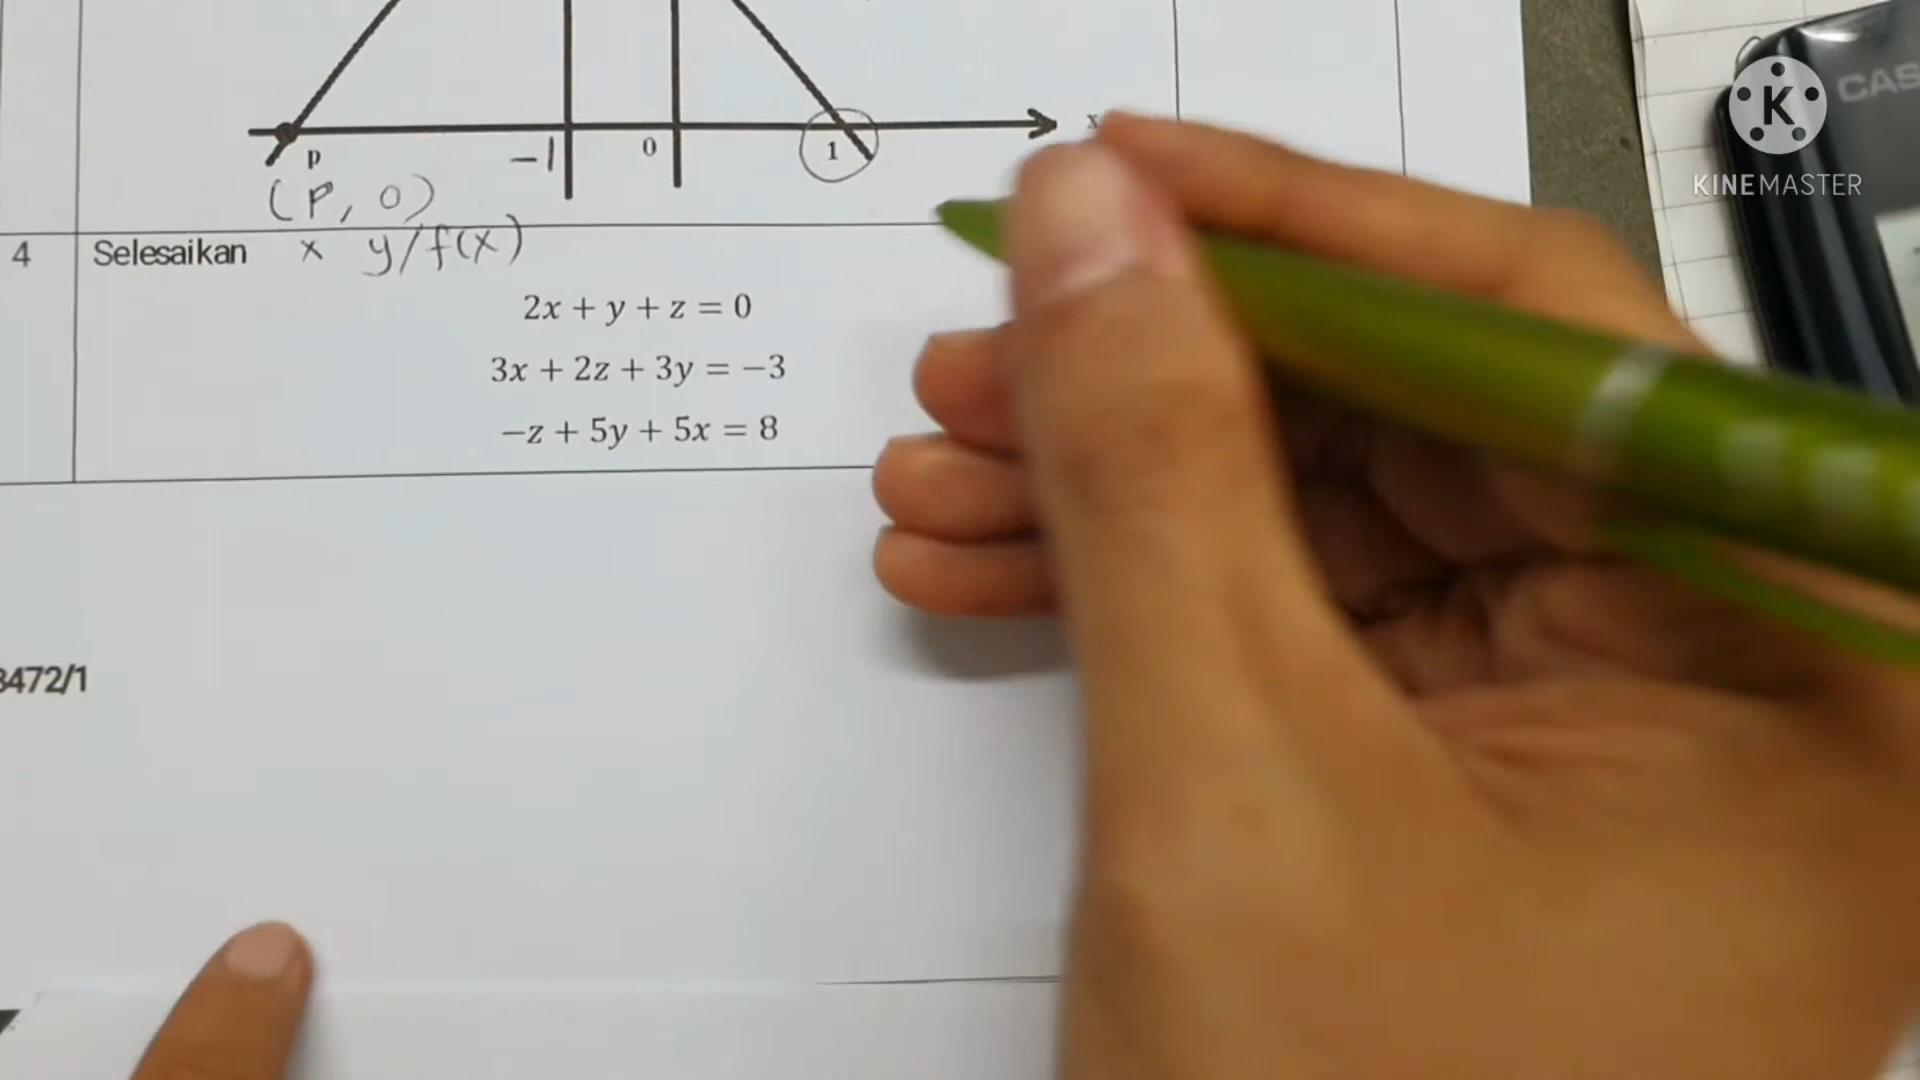 CAS
K
KINEMASTER
x
p
−1
0
1
(P, 0)
4
Selesaikan
x y/f(x)
2x + y + z = 0
3x + 2z + 3y = −3
−z + 5y + 5x = 8
3472/1